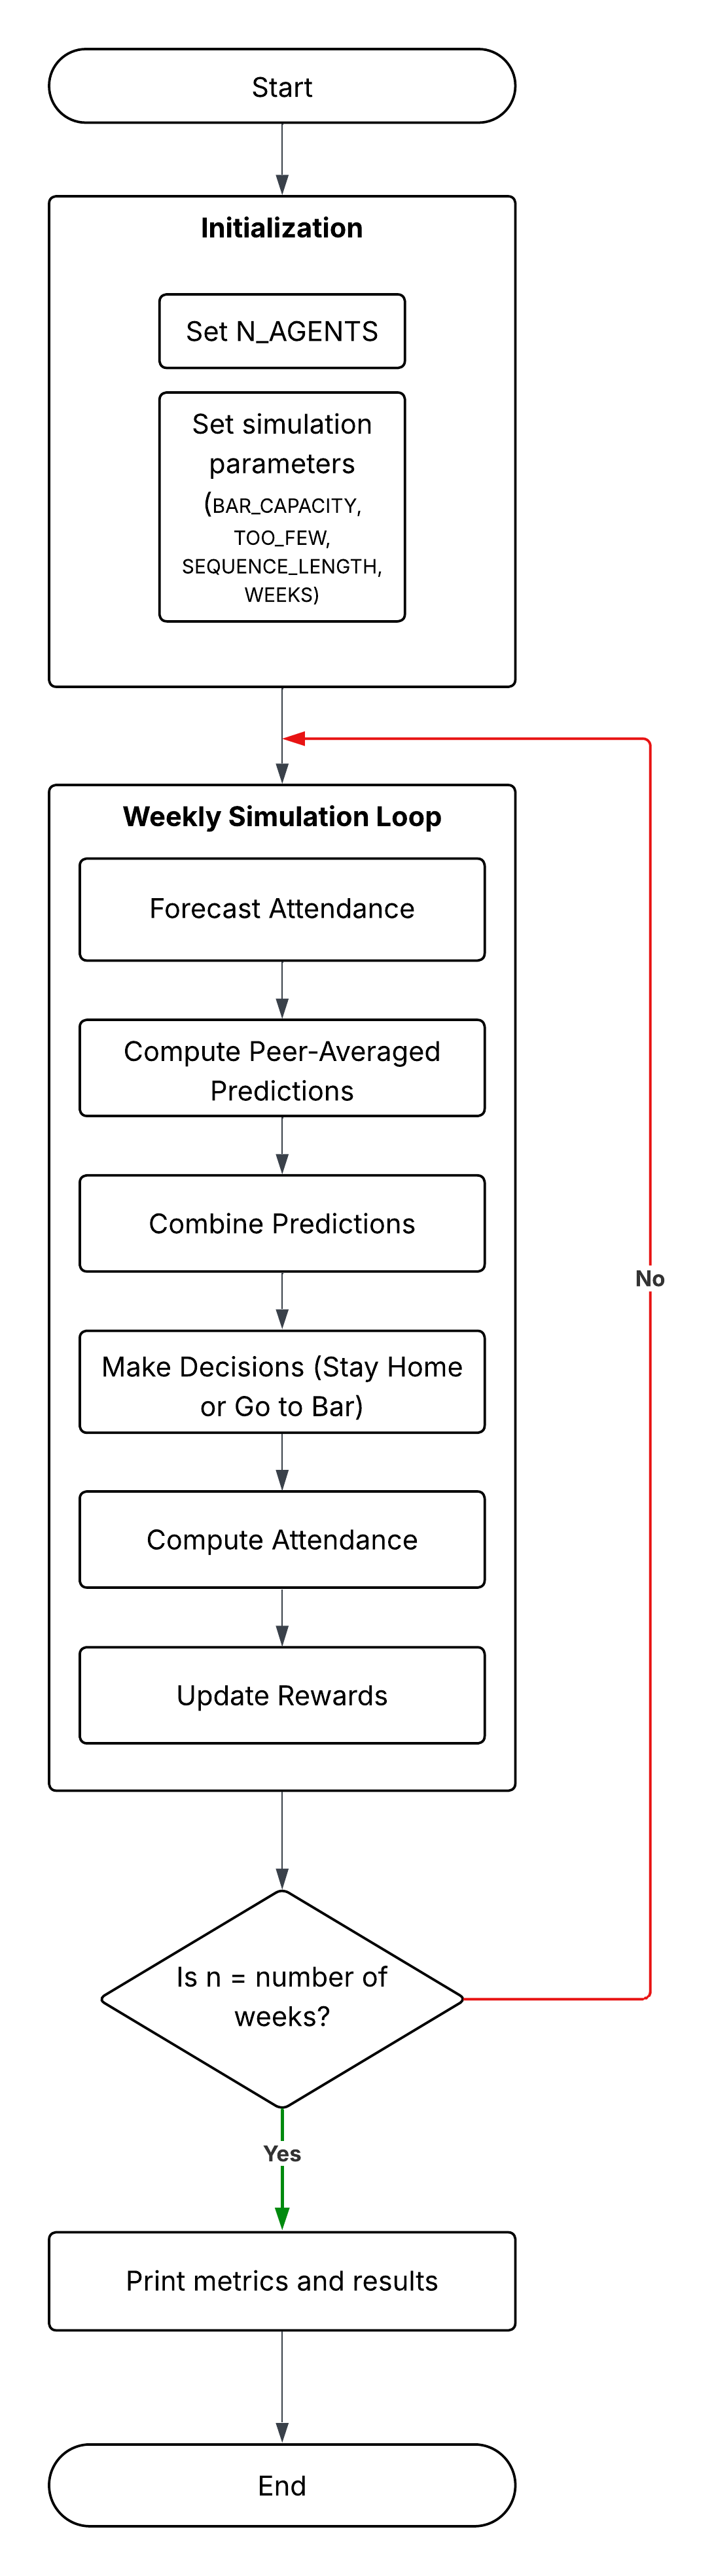 Start
Initialization
Set N_AGENTS
Set simulation
parameters
(BAR_CAPACITY,
TOO_FEW,
SEQUENCE_LENGTH,
WEEKS)
Weekly Simulation Loop
Forecast Attendance
Compute Peer-Averaged
Predictions
Combine Predictions
No
Make Decisions (Stay Home
or Go to Bar)
Compute Attendance
Update Rewards
Is n = number of
weeks?
Yes
Print metrics and results
End